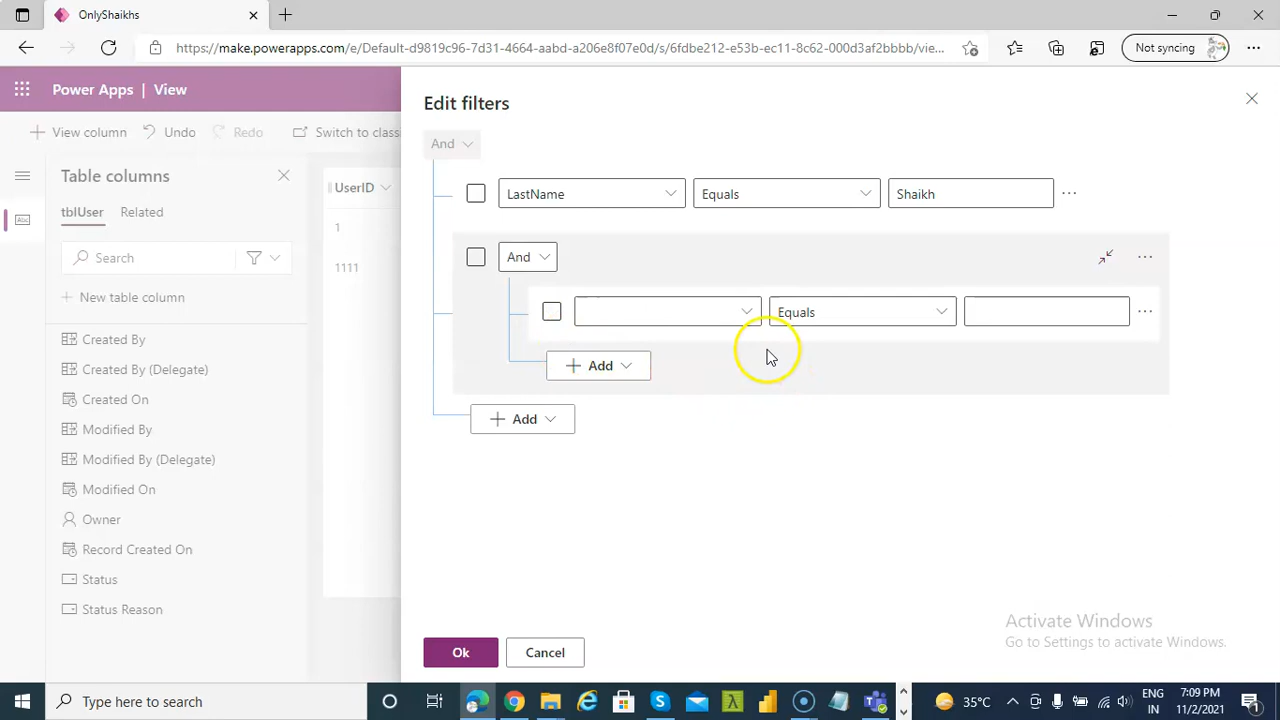 OnlyShaikhs
https://make.powerapps.com/e/Default-d9819c96-7d31-4664-aabd-a206e8f07e0d/s/6fdbe212-e53b-ec11-8c62-000d3af2bbbb/vie...
Not syncing
Power Apps | View
View column
Undo
Redo
Switch to class
Table columns
tblUser
Related
Search
New table column
Created By
Created By (Delegate)
Created On
Modified By
Modified By (Delegate)
Modified On
Owner
Record Created On
Status
Status Reason
UserID
1
1111
Edit filters
And
LastName
Equals
Shaikh
And
Equals
Add
Add
Ok
Cancel
Activate Windows
Go to Settings to activate Windows.
Type here to search
35°C
ENG
IN
7:09 PM
11/2/2021
1